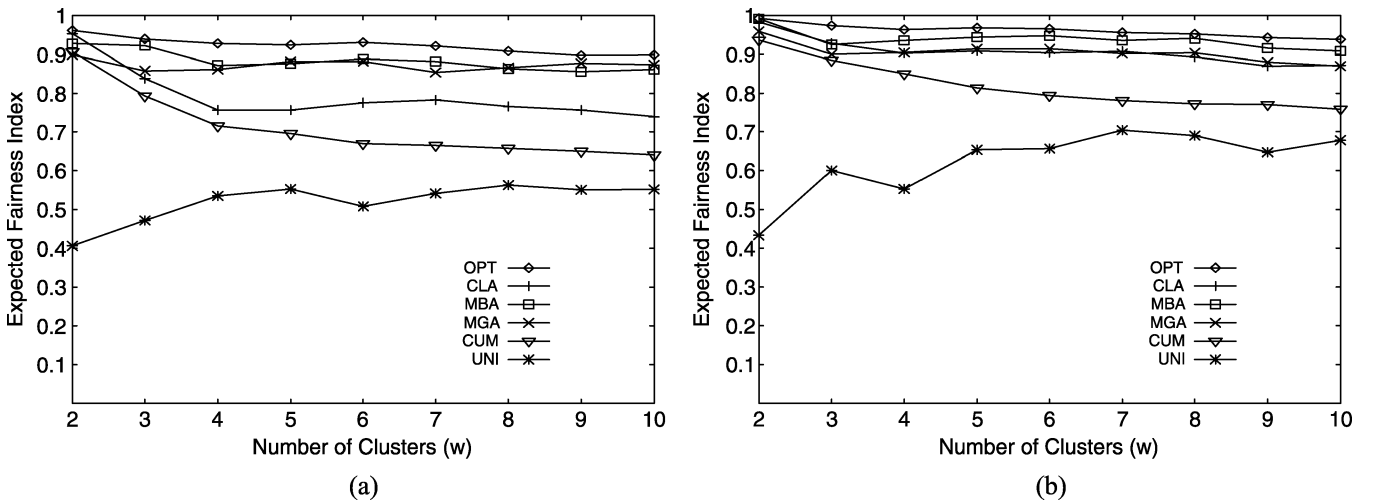 Expected Fairness Index
1
0.9
0.8
0.7
0.6
0.5
0.4
0.3
0.2
0.1
OPT
CLA
MBA
MGA
CUM
UNI
2 3 4 5 6 7 8 9 10
Number of Clusters (w)
(a)
Expected Fairness Index
1
0.9
0.8
0.7
0.6
0.5
0.4
0.3
0.2
0.1
OPT
CLA
MBA
MGA
CUM
UNI
2 3 4 5 6 7 8 9 10
Number of Clusters (w)
(b)